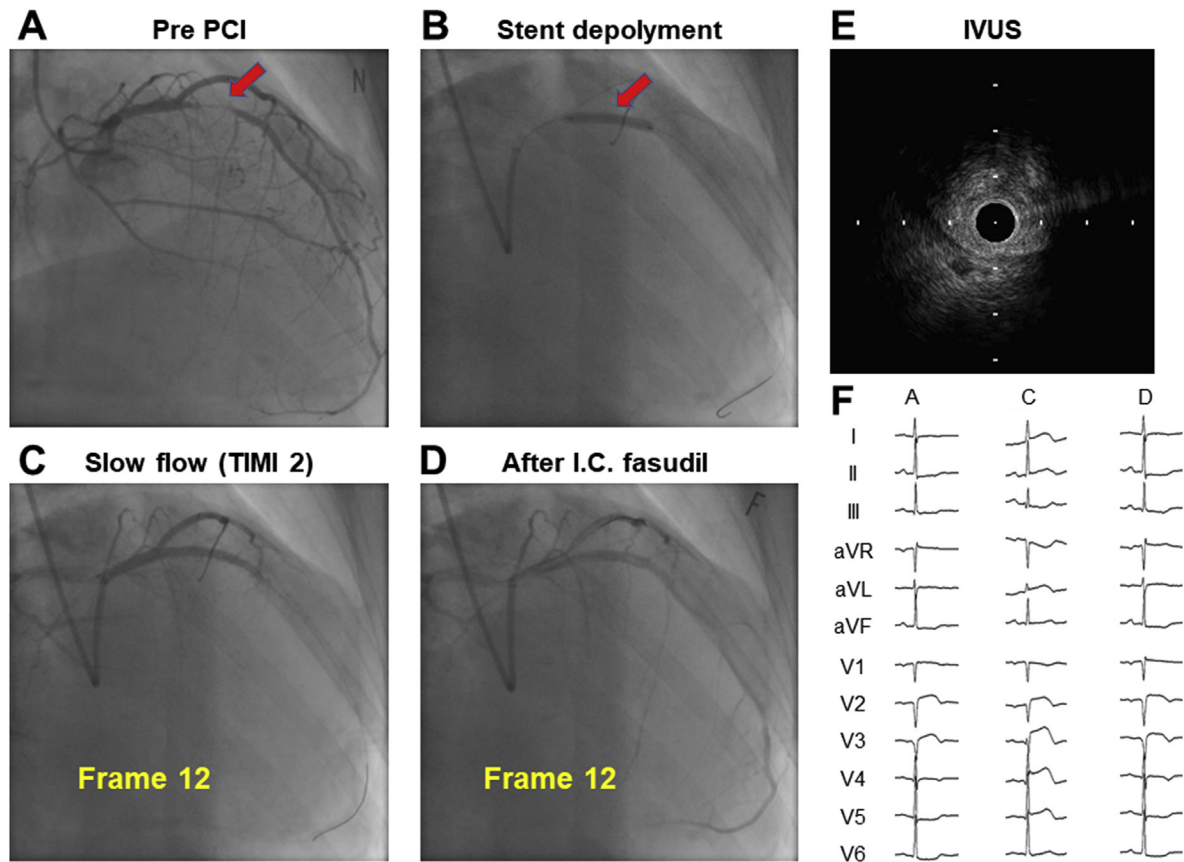 A Pre PCI
B Stent depolyment
E IVUS
N
C Slow flow (TIMI 2)
D After I.C. fasudil
F
Frame 12
Frame 12
F
A C D
I
II
III
aVR
aVL
aVF
V1
V2
V3
V4
V5
V6